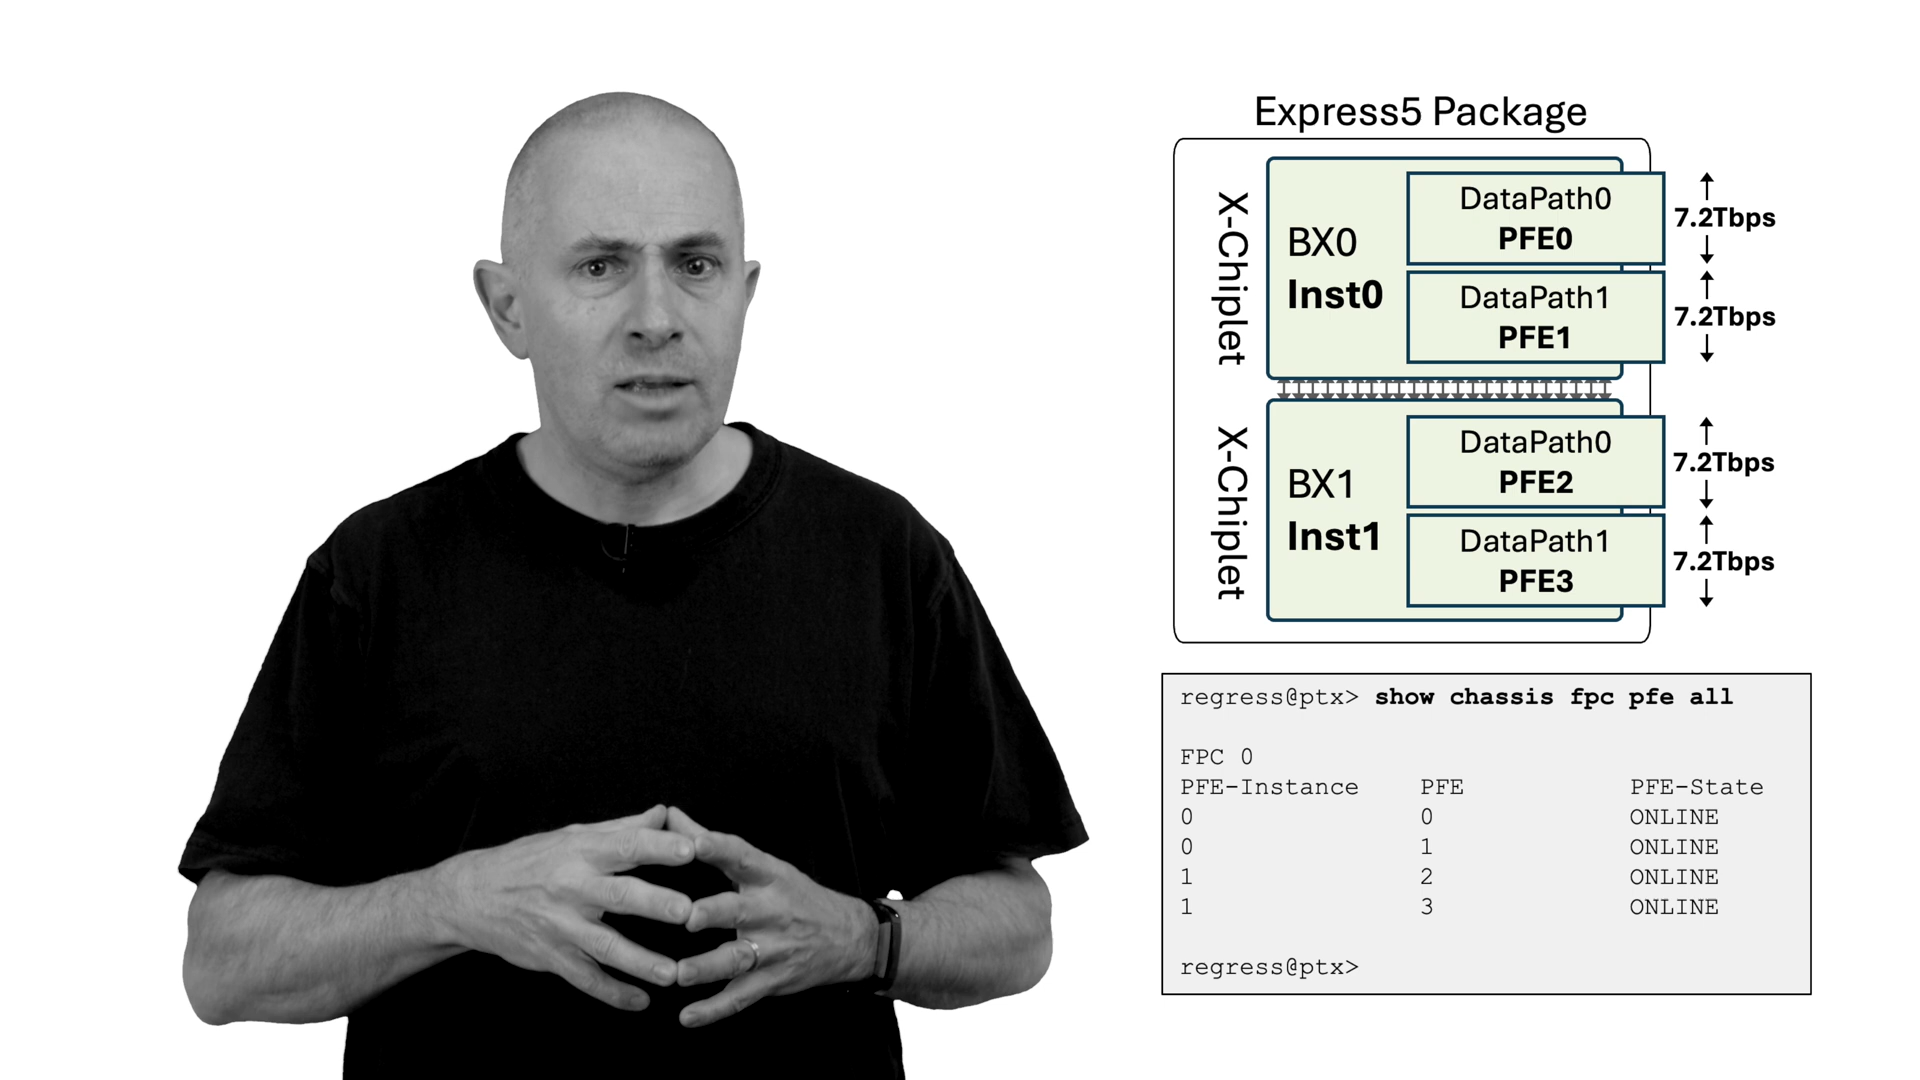 Express5 Package
X-Chiplet
BX0
Inst0
DataPath0
PFE0
7.2Tbps
DataPath1
PFE1
7.2Tbps
X-Chiplet
BX1
Inst1
DataPath0
PFE2
7.2Tbps
DataPath1
PFE3
7.2Tbps
regress@ptx> show chassis fpc pfe all
FPC 0
PFE-Instance PFE PFE-State
0 0 ONLINE
0 1 ONLINE
1 2 ONLINE
1 3 ONLINE
regress@ptx>